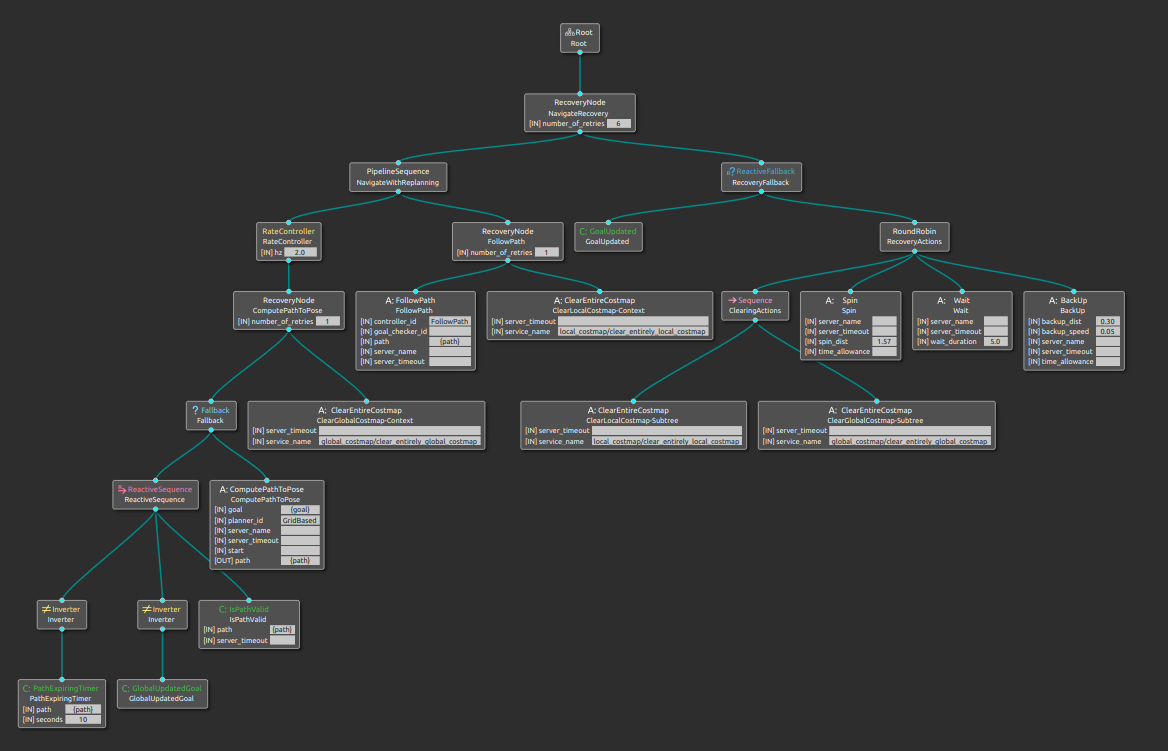 Root
Root
RecoveryNode
NavigateRecovery
[IN] number_of_retries 6
PipelineSequence
NavigateWithReplanning
ReactiveFallback
RecoveryFallback
RateController
RateController
[IN] hz 2.0
RecoveryNode
FollowPath
[IN] number_of_retries 1
C: GoalUpdated
GoalUpdated
RoundRobin
RecoveryActions
RecoveryNode
ComputePathToPose
[IN] number_of_retries 1
A: FollowPath
FollowPath
[IN] controller_id FollowPath
[IN] goal_checker_id
[IN] path {path}
[IN] server_name
[IN] server_timeout
A: ClearEntireCostmap
ClearLocalCostmap-Context
[IN] server_timeout
[IN] service_name local_costmap/clear_entirely_local_costmap
Sequence
ClearingActions
A: Spin
Spin
[IN] server_name
[IN] server_timeout
[IN] spin_dist 1.57
[IN] time_allowance
A: Wait
Wait
[IN] server_name
[IN] server_timeout
[IN] wait_duration 5.0
A: BackUp
BackUp
[IN] backup_dist 0.30
[IN] backup_speed 0.05
[IN] server_name
[IN] server_timeout
[IN] time_allowance
? Fallback
Fallback
A: ClearEntireCostmap
ClearGlobalCostmap-Context
[IN] server_timeout
[IN] service_name global_costmap/clear_entirely_global_costmap
A: ClearEntireCostmap
ClearLocalCostmap-Subtree
[IN] server_timeout
[IN] service_name local_costmap/clear_entirely_local_costmap
A: ClearEntireCostmap
ClearGlobalCostmap-Subtree
[IN] server_timeout
[IN] service_name global_costmap/clear_entirely_global_costmap
ReactiveSequence
ReactiveSequence
A: ComputePathToPose
ComputePathToPose
[IN] goal {goal}
[IN] planner_id GridBased
[IN] server_name
[IN] server_timeout
[IN] start
[OUT] path {path}
Inverter
Inverter
Inverter
Inverter
C: IsPathValid
IsPathValid
[IN] path {path}
[IN] server_timeout
C: PathExpiringTimer
PathExpiringTimer
[IN] path {path}
[IN] seconds 10
C: GlobalUpdatedGoal
GlobalUpdatedGoal